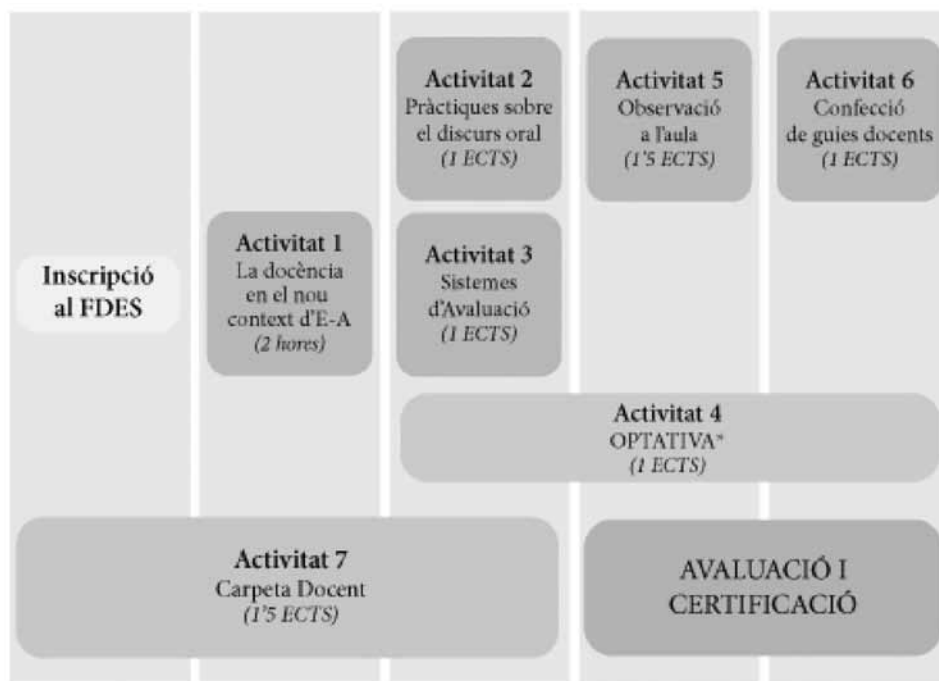 Inscripció
al FDES
Activitat 1
La docència
en el nou
context d'E-A
(2 hores)
Activitat 2
Pràctiques sobre
el discurs oral
(1 ECTS)
Activitat 3
Sistemes
d'Avaluació
(1 ECTS)
Activitat 5
Observació
a l'aula
(1'5 ECTS)
Activitat 6
Confecció
de guies docents
(1 ECTS)
Activitat 4
OPTATIVA*
(1 ECTS)
Activitat 7
Carpeta Docent
(1'5 ECTS)
AVALUACIÓ I
CERTIFICACIÓ